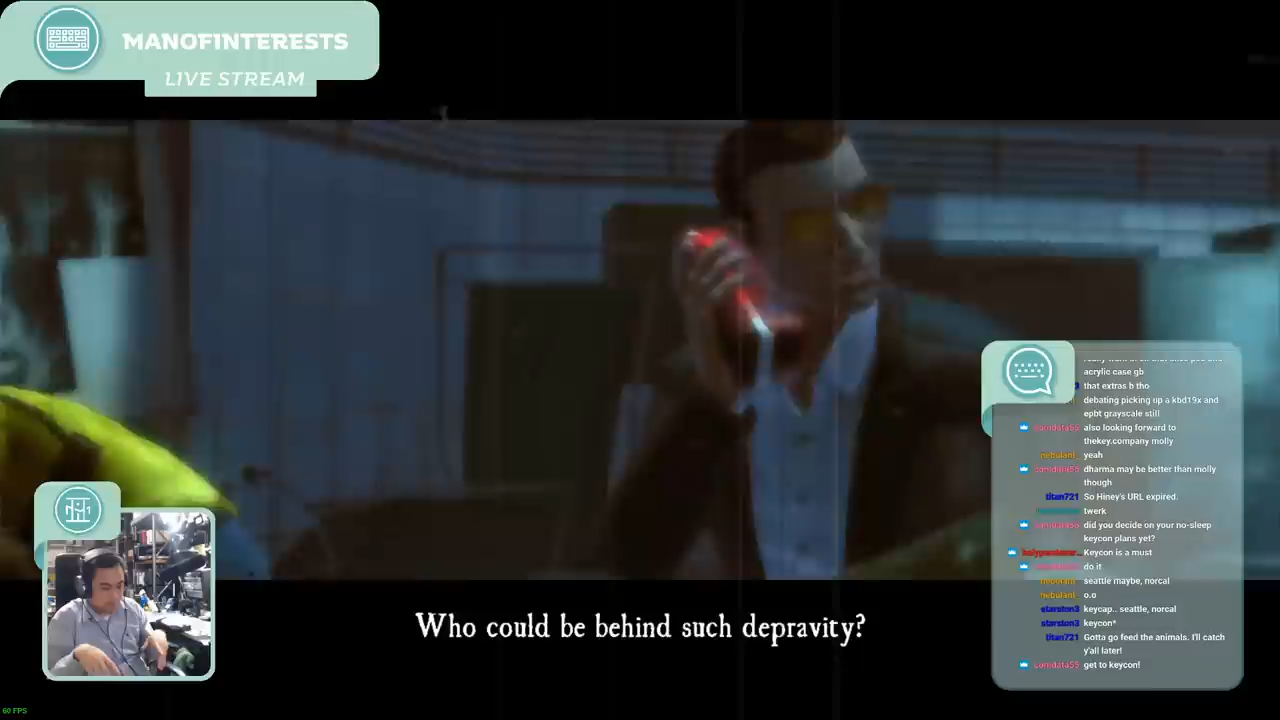 MANOFINTERESTS
LIVE STREAM
acrylic case gb
that extras b tho
debating picking up a kbd19x and
epbt grayscale still
also looking forward to
thekey.company molly
nebulant_ yeah
dharma may be better than molly
though
titan721 So Hiney's URL expired.
twerk
did you decide on your no-sleep
keycon plans yet?
Keycon is a must
do it
seattle maybe, norcal
nebulant_ o.o
starston3 keycap.. seattle, norcal
starston3 keycon*
titan721 Gotta go feed the animals. I'll catch
y'all later!
get to keycon!
Who could be behind such depravity?
60 FPS